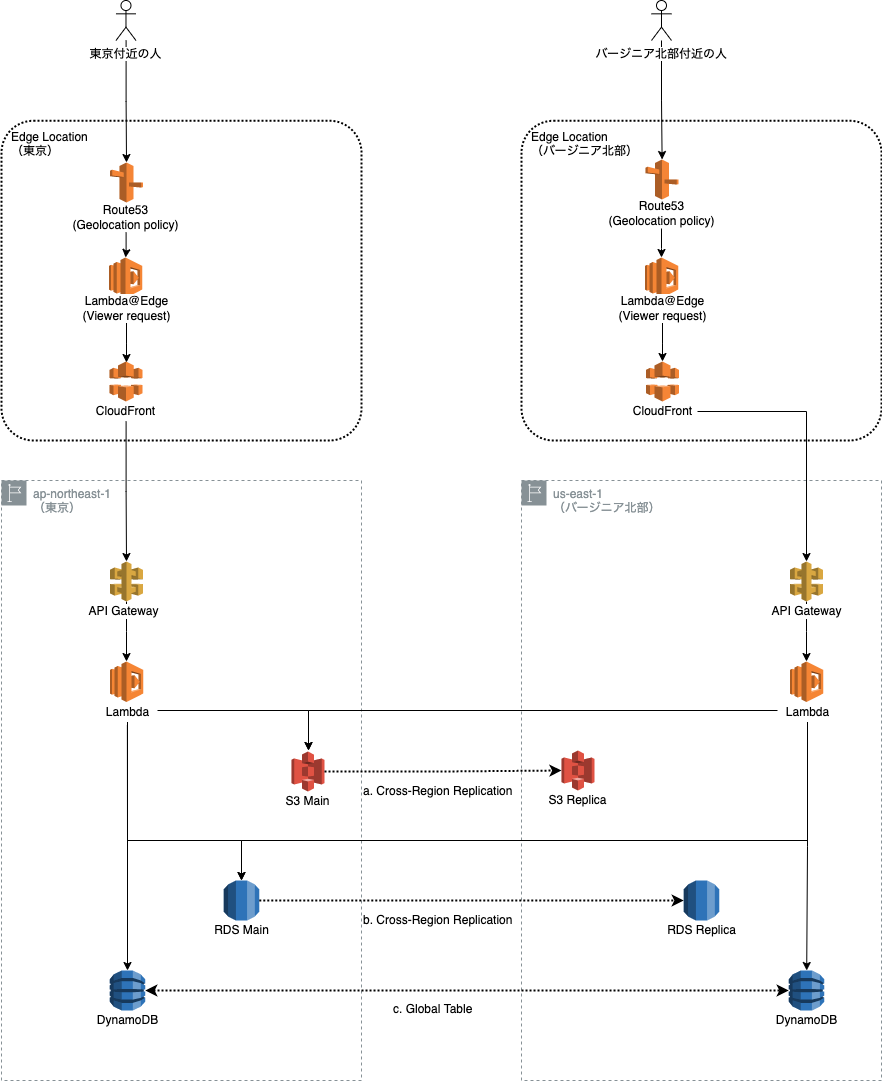 東京付近の人
バージニア北部付近の人
Edge Location
（東京）
Edge Location
（バージニア北部）
Route53
(Geolocation policy)
Route53
(Geolocation policy)
Lambda@Edge
(Viewer request)
Lambda@Edge
(Viewer request)
CloudFront
CloudFront
ap-northeast-1
（東京）
us-east-1
（バージニア北部）
API Gateway
API Gateway
Lambda
Lambda
S3 Main
a. Cross-Region Replication
S3 Replica
RDS Main
b. Cross-Region Replication
RDS Replica
DynamoDB
c. Global Table
DynamoDB